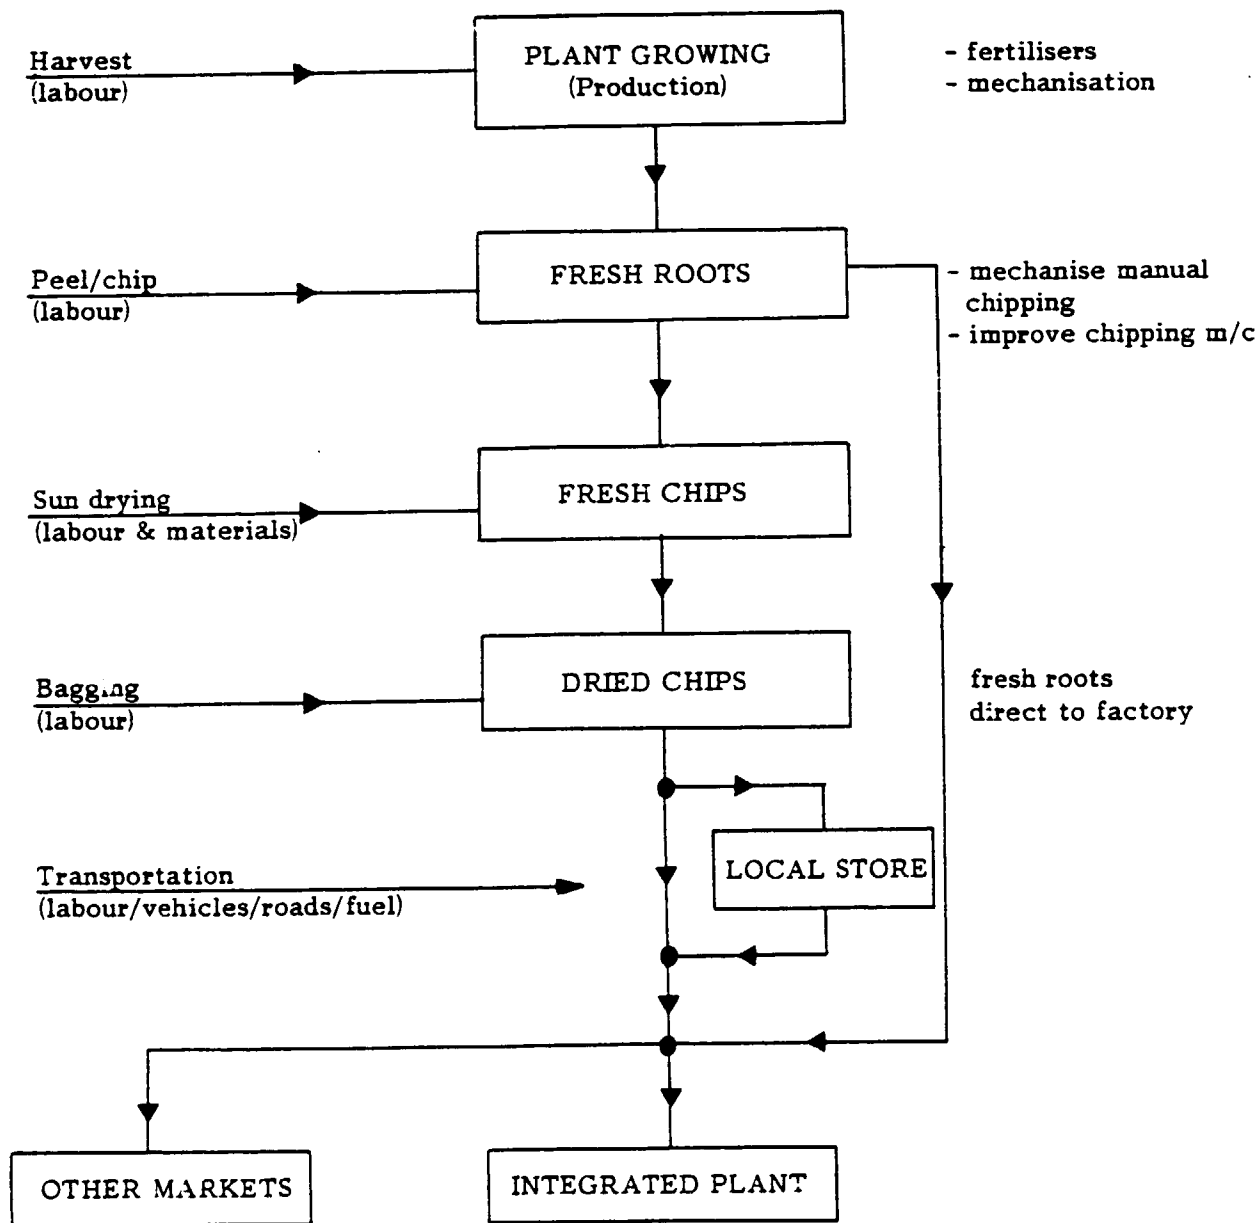 Harvest
(labour)
PLANT GROWING
(Production)
- fertilisers
- mechanisation
Peel/chip
(labour)
FRESH ROOTS
- mechanise manual
chipping
- improve chipping m/c
Sun drying
(labour & materials)
FRESH CHIPS
Bagging
(labour)
DRIED CHIPS
fresh roots
direct to factory
LOCAL STORE
Transportation
(labour/vehicles/roads/fuel)
OTHER MARKETS
INTEGRATED PLANT